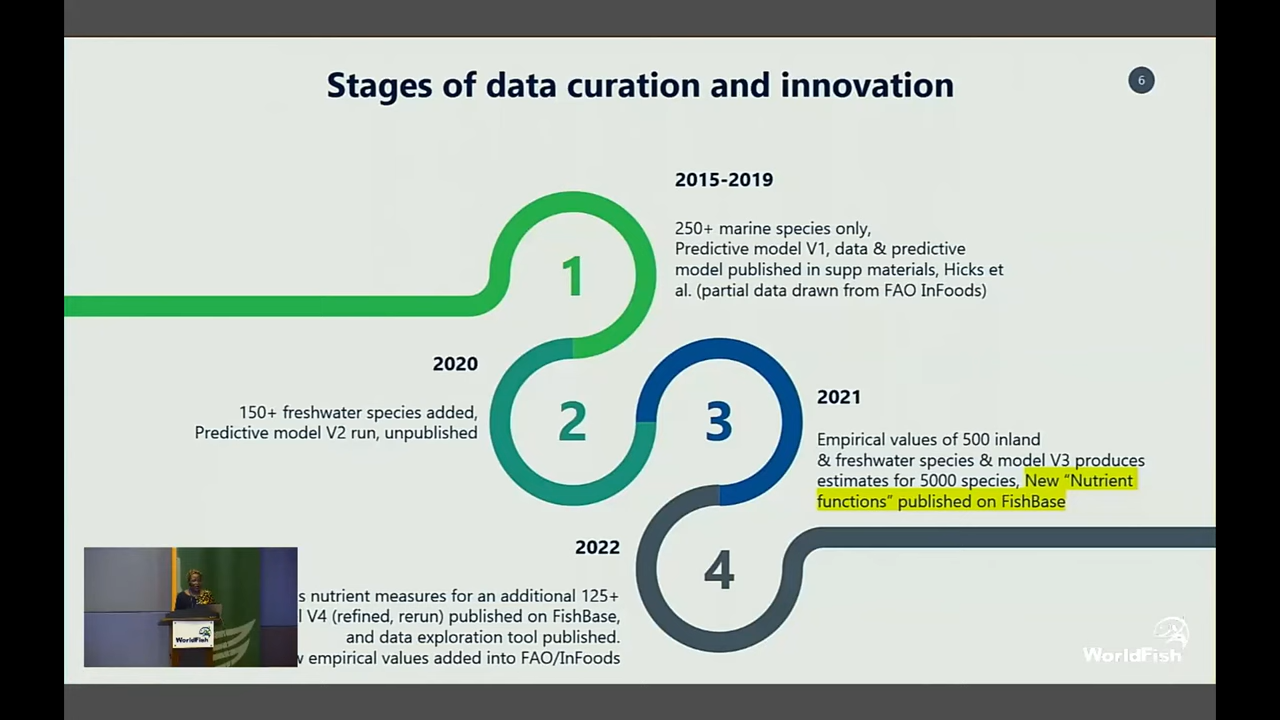 Stages of data curation and innovation
6
1
2015-2019
250+ marine species only,
Predictive model V1, data & predictive
model published in supp materials, Hicks et
al. (partial data drawn from FAO InFoods)
2020
150+ freshwater species added,
Predictive model V2 run, unpublished
2
3
2021
Empirical values of 500 inland
& freshwater species & model V3 produces
estimates for 5000 species, New “Nutrient
functions” published on FishBase
2022
nutrient measures for an additional 125+
V4 (refined, rerun) published on FishBase,
and data exploration tool published.
empirical values added into FAO/InFoods
4
WorldFish
WorldFish